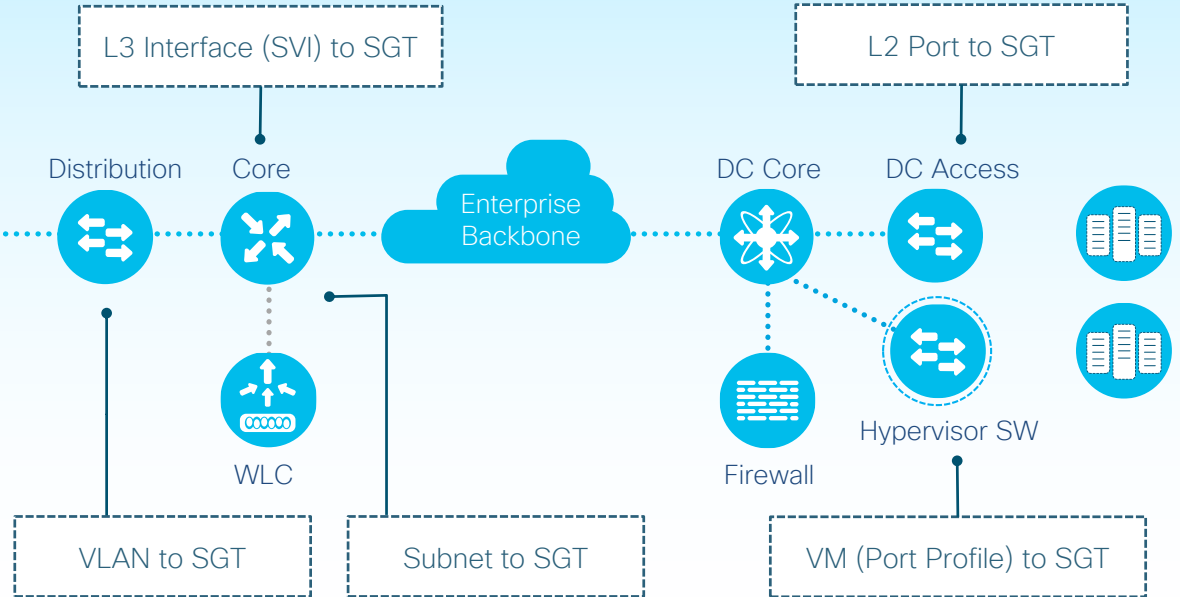 L3 Interface (SVI) to SGT
L2 Port to SGT
Distribution
Core
DC Core
DC Access
Enterprise
Backbone
Hypervisor SW
WLC
Firewall
VLAN to SGT
Subnet to SGT
VM (Port Profile) to SGT